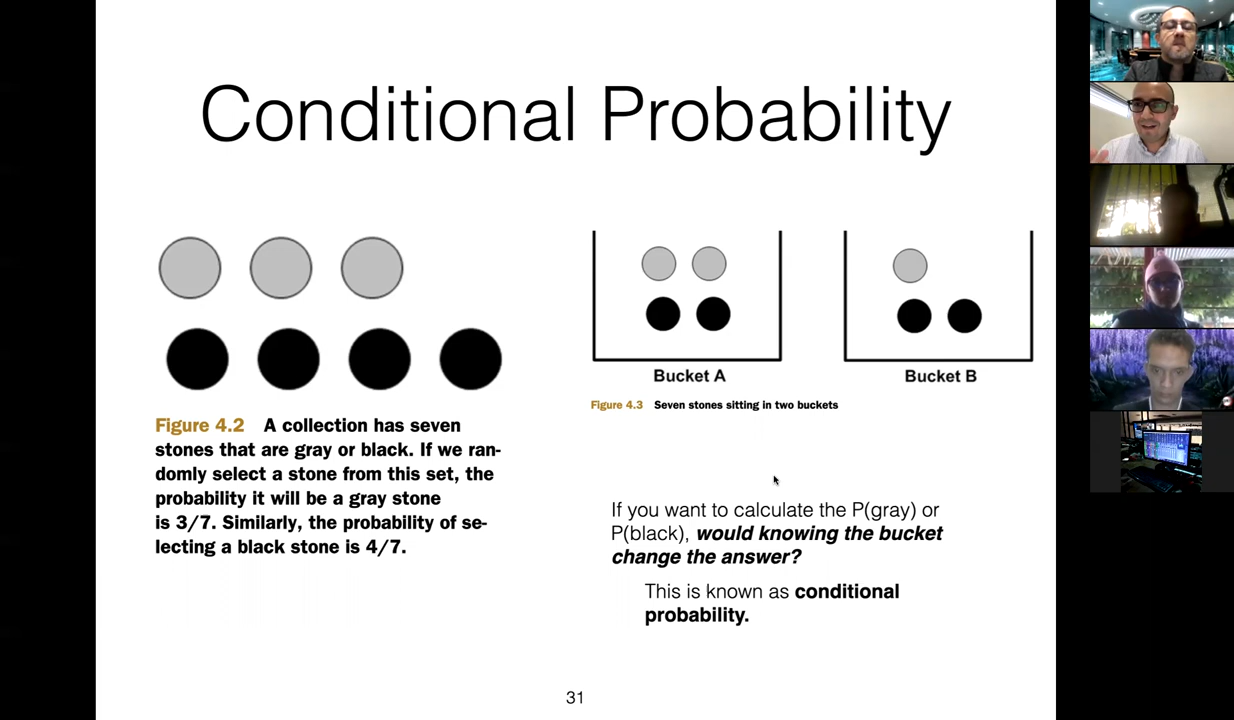 Conditional Probability
Figure 4.2 A collection has seven
stones that are gray or black. If we ran-
domly select a stone from this set, the
probability it will be a gray stone
is 3/7. Similarly, the probability of se-
lecting a black stone is 4/7.
Bucket A
Bucket B
Figure 4.3 Seven stones sitting in two buckets
If you want to calculate the P(gray) or
P(black), would knowing the bucket
change the answer?
This is known as conditional
probability.
31